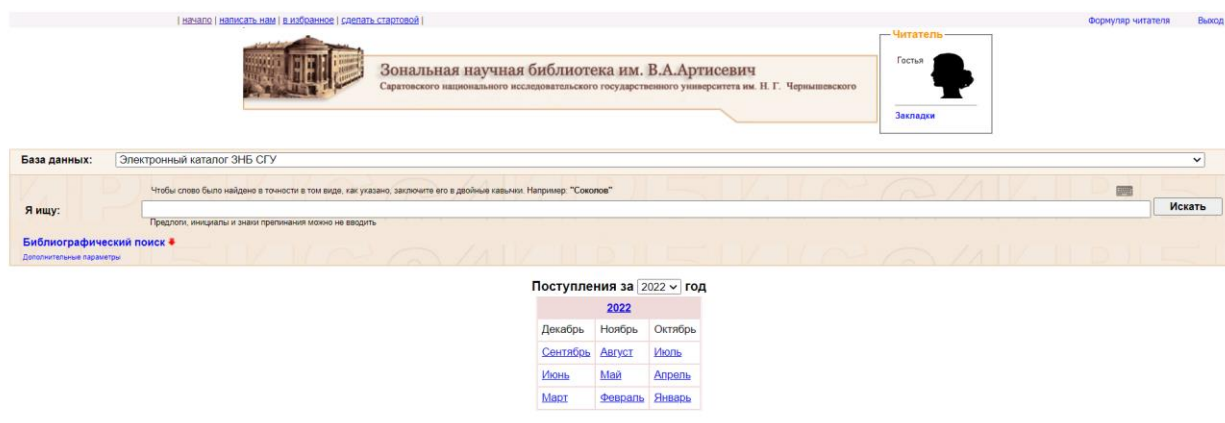 | начало | написать нам | в избранное | сделать стартовой |
Формуляр читателя Выход
Зональная научная библиотека им. В.А.Артисевич
Саратовского национального исследовательского государственного университета им. Н. Г. Чернышевского
Читатель
Гостья
Закладки
База данных: Электронный каталог ЗНБ СГУ
Чтобы слово было найдено в точности в том виде, как указано, заключите его в двойные кавычки. Например: "Соколов"
Я ищу: Искать
Предлоги, инициалы и знаки препинания можно не вводить
Библиографический поиск
Дополнительные параметры
Поступления за 2022 год
2022
Декабрь Ноябрь Октябрь
Сентябрь Август Июль
Июнь Май Апрель
Март Февраль Январь